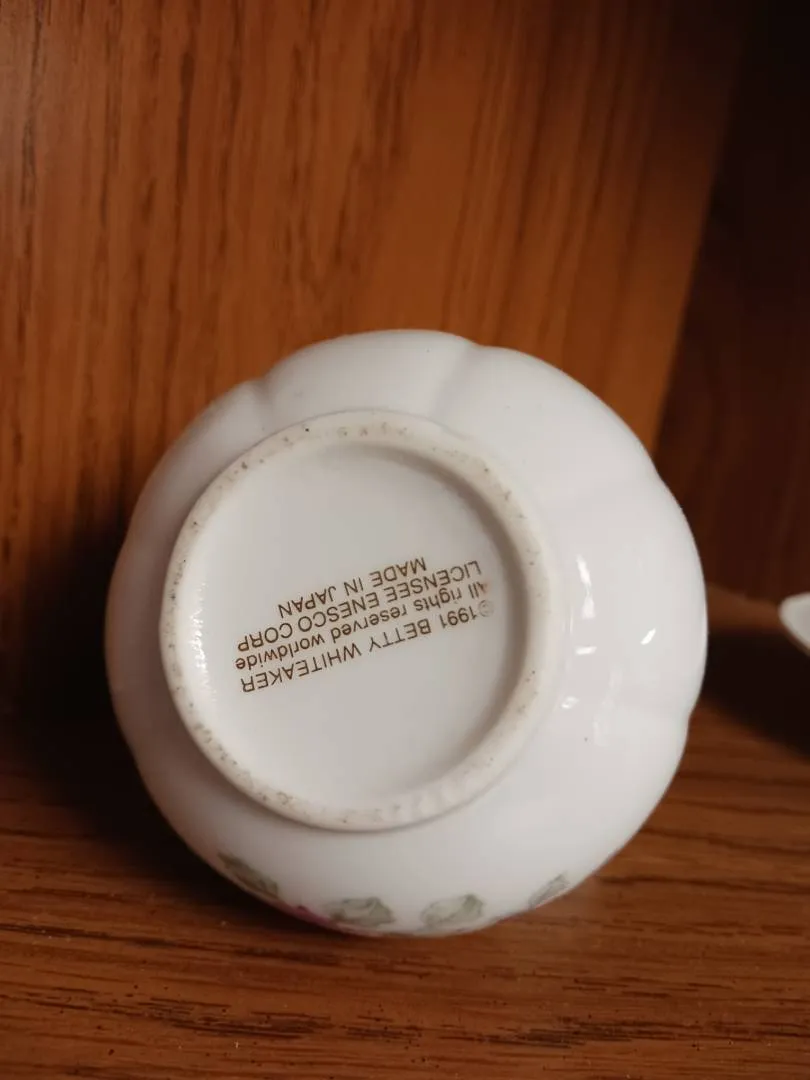 ©1991 BETTY WHITEAKER
All rights reserved worldwide
LICENSEE ENESCO CORP
MADE IN JAPAN